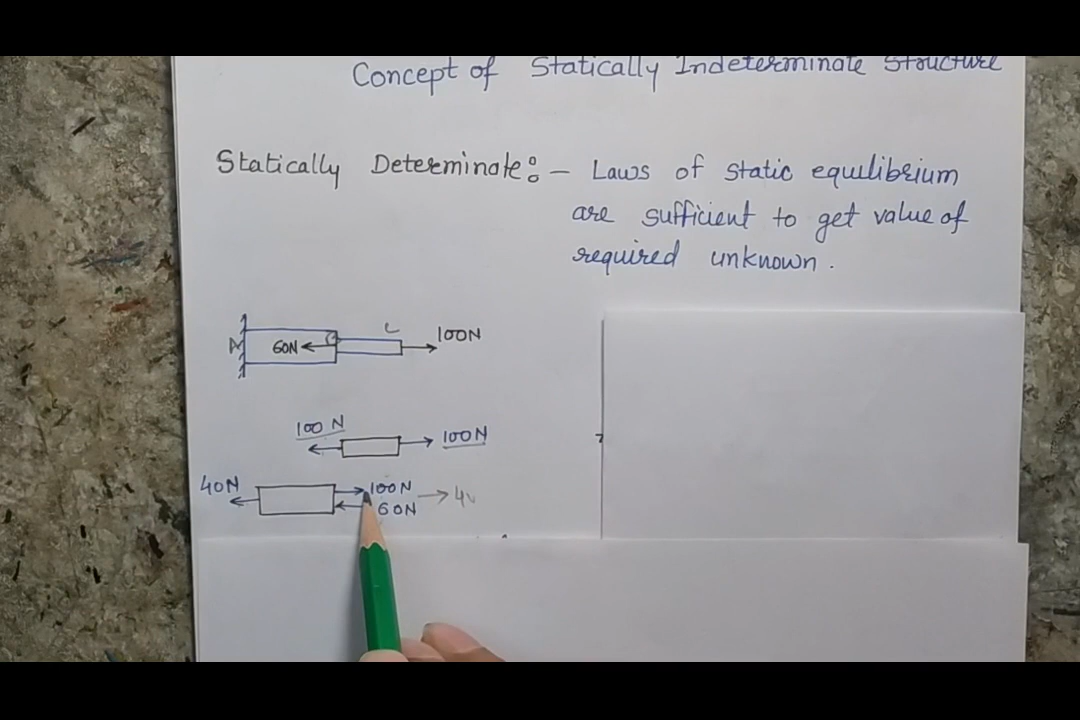 Concept of Statically Indeterminate Structure
Statically Determinate:- Laws of static equilibrium
are sufficient to get value of
required unknown.
A 60N 100N
100N 100N
40N 100N
60N